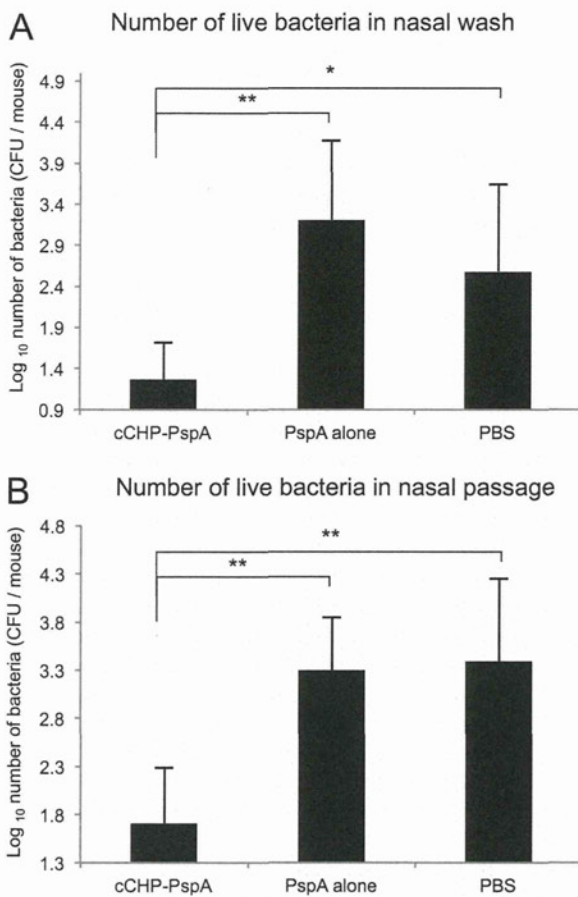 A
Number of live bacteria in nasal wash
Log 10 number of bacteria (CFU / mouse)
4.9
4.4
3.9
3.4
2.9
2.4
1.9
1.4
0.9
*
**
cCHP-PspA PspA alone PBS
B
Number of live bacteria in nasal passage
Log 10 number of bacteria (CFU / mouse)
4.8
4.3
3.8
3.3
2.8
2.3
1.8
1.3
**
**
cCHP-PspA PspA alone PBS